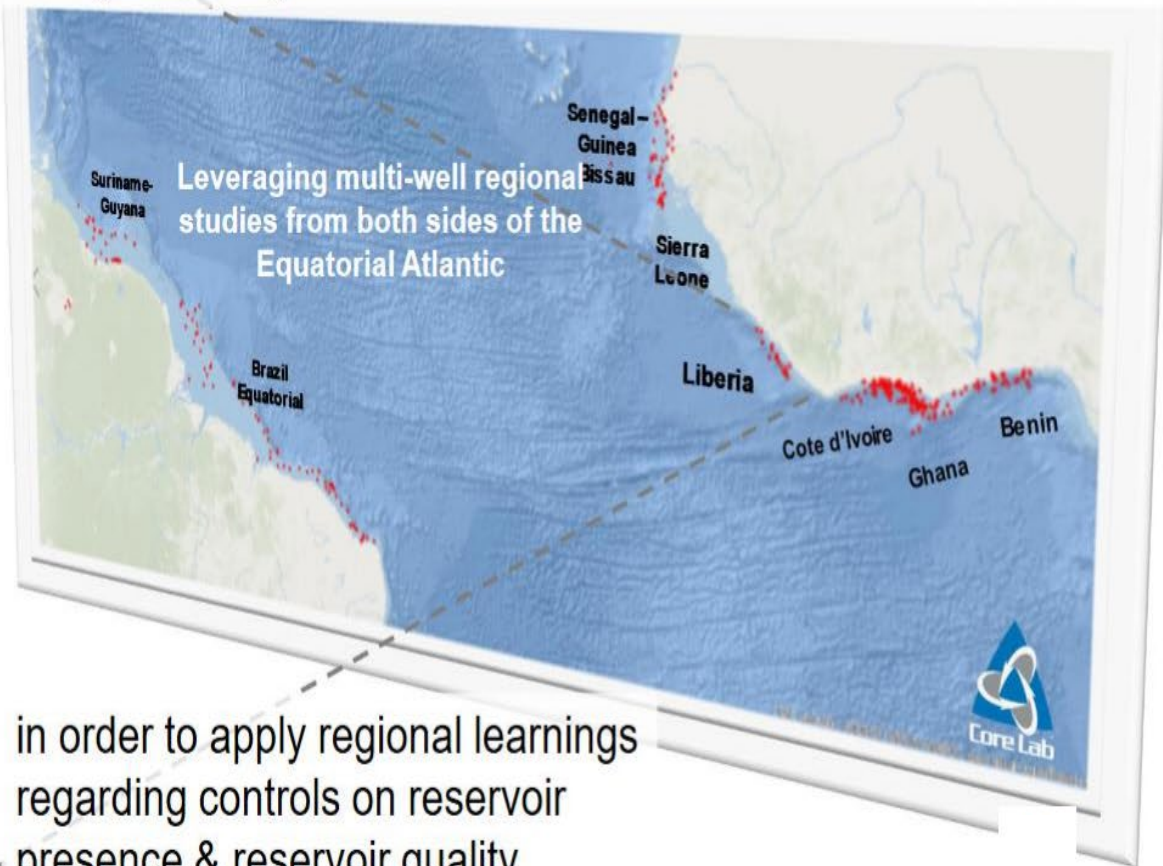 Senegal–
Guinea
Bissau
Suriname-
Guyana
Leveraging multi-well regional
studies from both sides of the
Equatorial Atlantic
Sierra
Leone
Brazil
Equatorial
Liberia
Cote d'Ivoire
Benin
Ghana
Core Lab
in order to apply regional learnings
regarding controls on reservoir
presence & reservoir quality